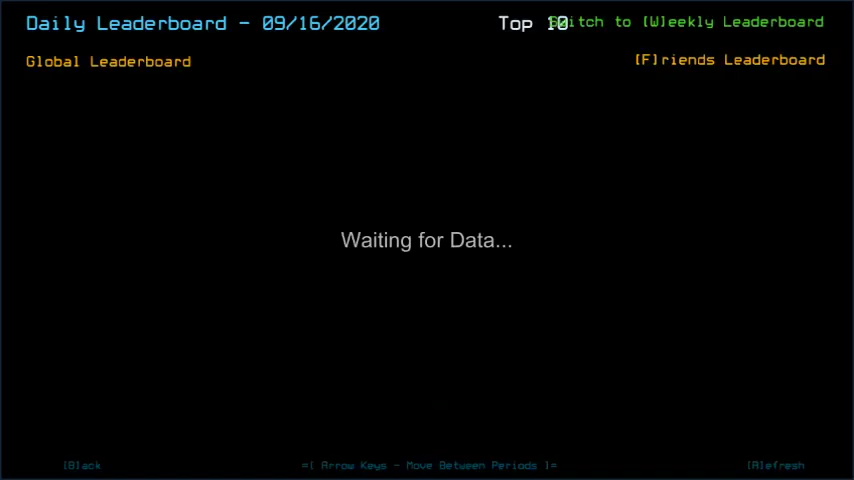 Daily Leaderboard - 09/16/2020 Top 10 Switch to [W]eekly Leaderboard
Global Leaderboard [F]riends Leaderboard
Waiting for Data...
[B]ack =[ Arrow Keys - Move Between Periods ]= [R]efresh